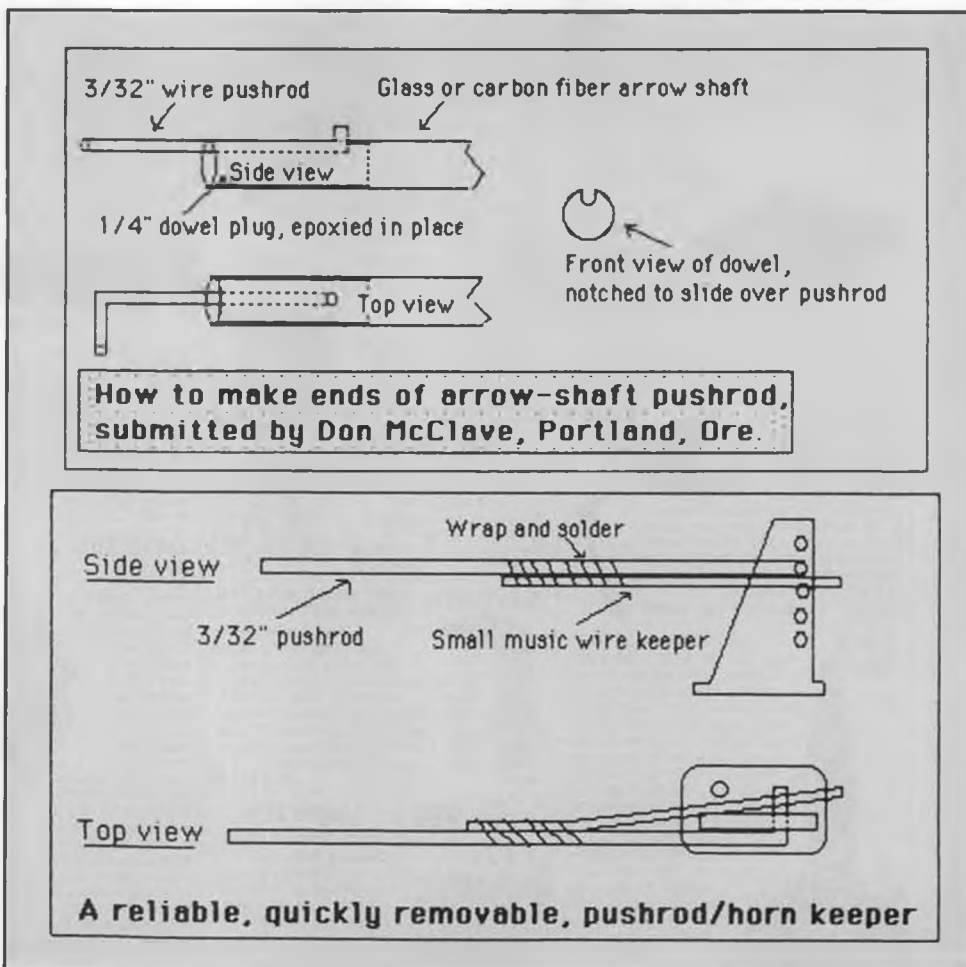 3/32" wire pushrod
Glass or carbon fiber arrow shaft
Side view
1/4" dowel plug, epoxied in place
Front view of dowel,
notched to slide over pushrod
Top view
How to make ends of arrow-shaft pushrod,
submitted by Don McClave, Portland, Ore.
Wrap and solder
Side view
3/32" pushrod
Small music wire keeper
Top view
A reliable, quickly removable, pushrod/horn keeper